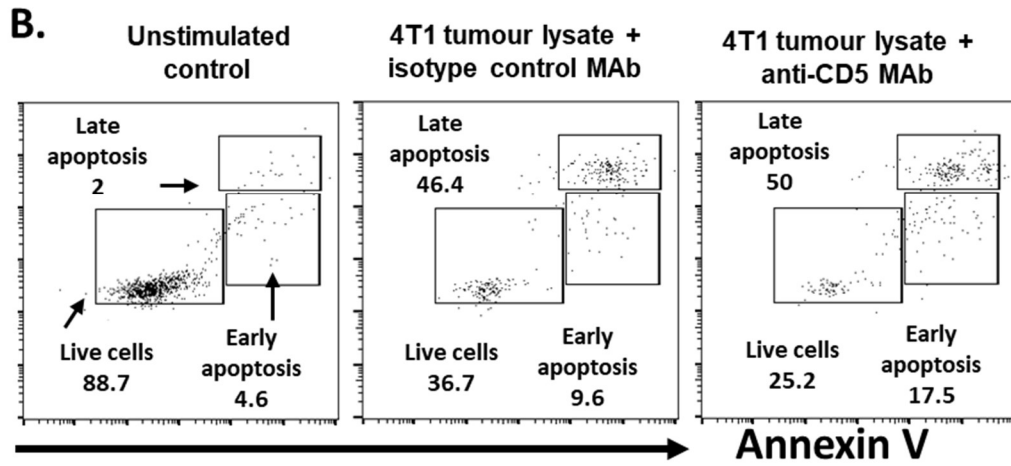 B.
Unstimulated
control
4T1 tumour lysate +
isotype control MAb
4T1 tumour lysate +
anti-CD5 MAb
Late
apoptosis
2
Live cells
88.7
Early
apoptosis
4.6
Late
apoptosis
46.4
Live cells
36.7
Early
apoptosis
9.6
Late
apoptosis
50
Live cells
25.2
Early
apoptosis
17.5
Annexin V